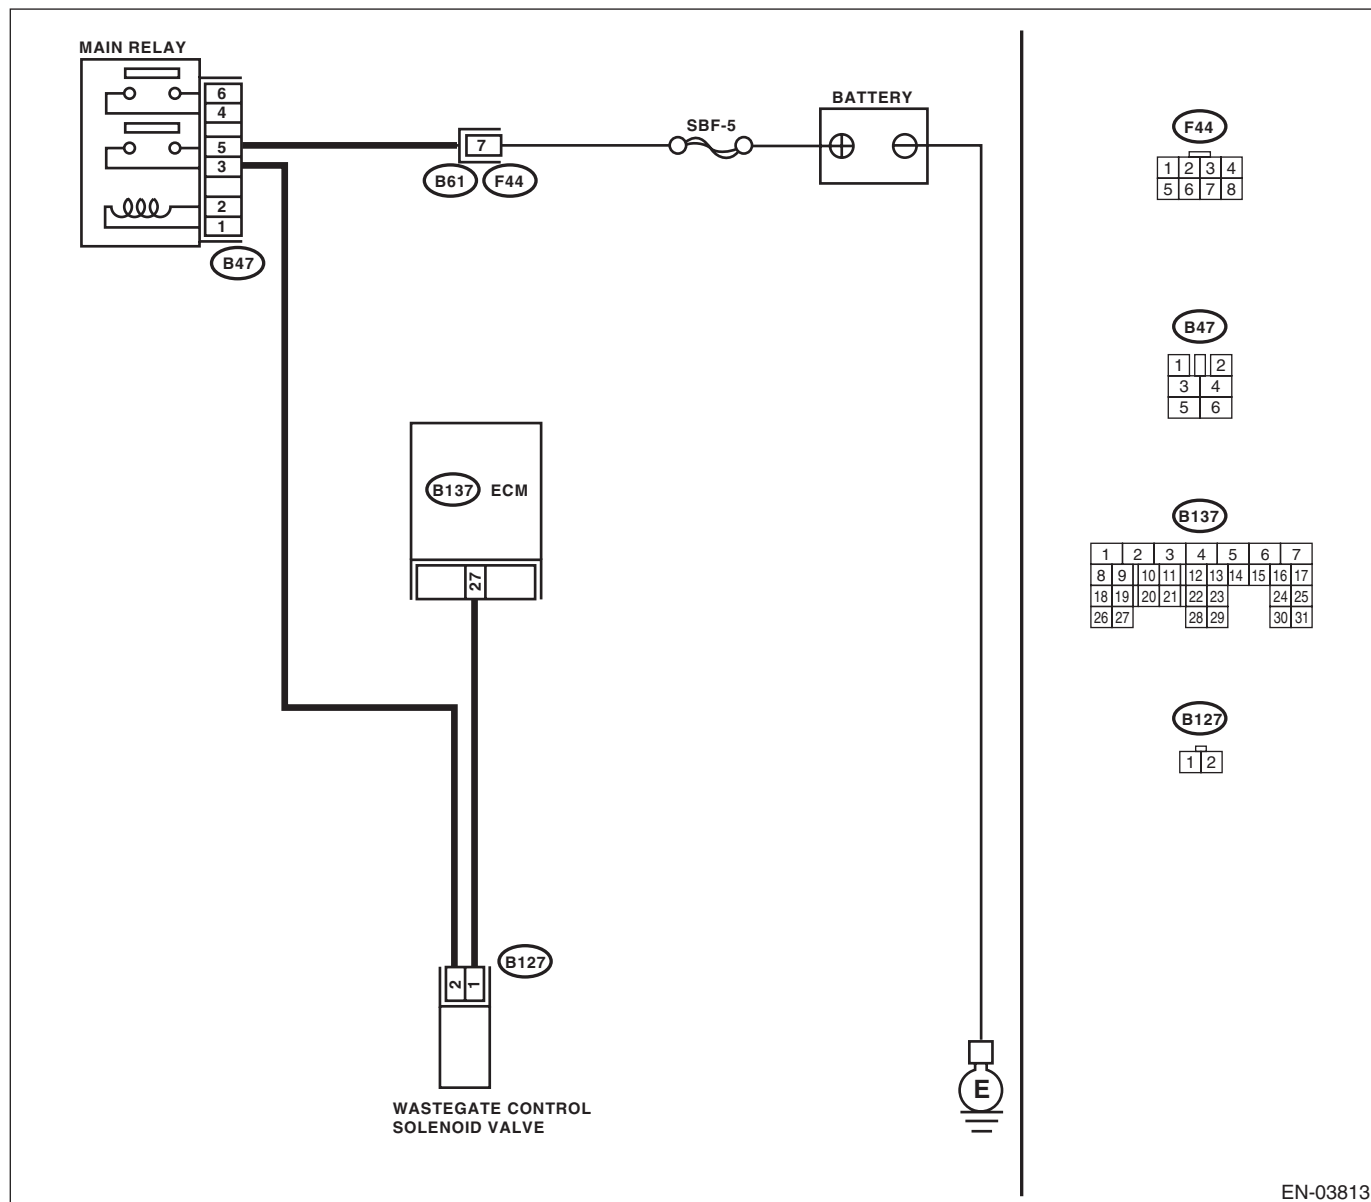 MAIN RELAY
6
4
5
3
2
1
B47
7
B61
F44
SBF-5
BATTERY
B137 ECM
27
B127
2 1
WASTEGATE CONTROL
SOLENOID VALVE
E
F44
1 2 3 4
5 6 7 8
B47
1 2
3 4
5 6
B137
1 2 3 4 5 6 7
8 9 10 11 12 13 14 15 16 17
18 19 20 21 22 23 24 25
26 27 28 29 30 31
B127
1 2
EN-03813